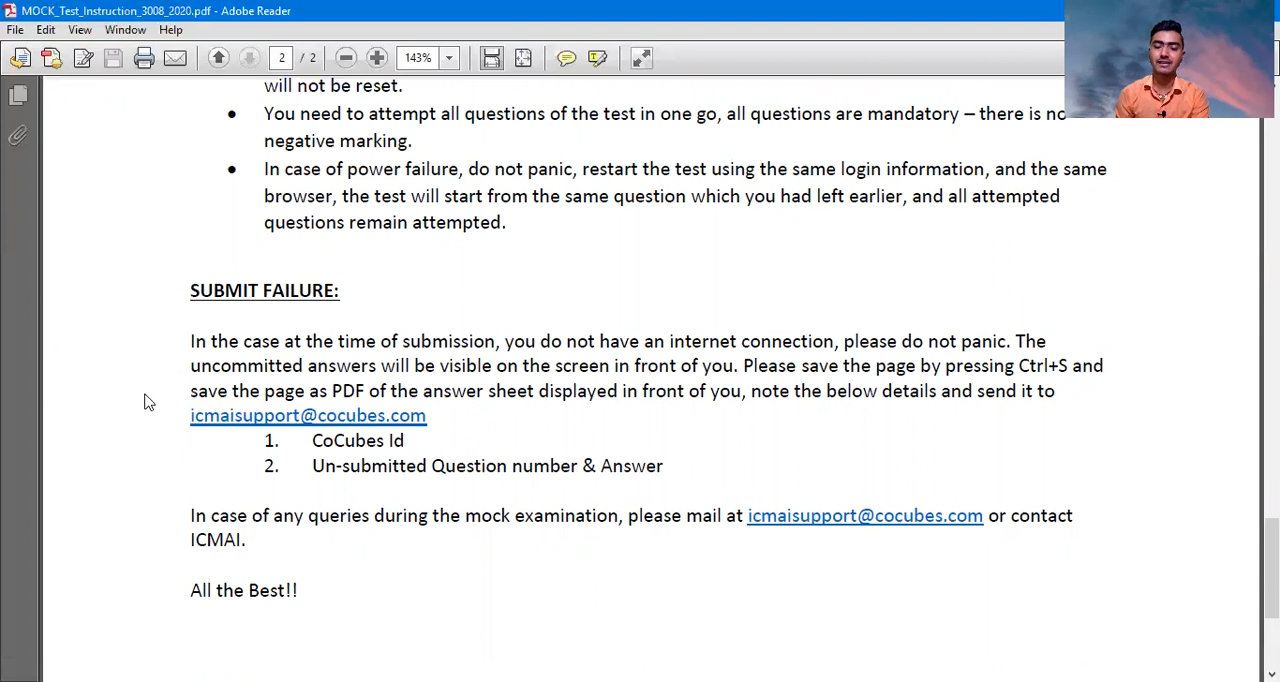 MOCK_Test_Instruction_3008_2020.pdf - Adobe Reader
File Edit View Window Help
2 / 2 143%
will not be reset.
• You need to attempt all questions of the test in one go, all questions are mandatory – there is no
negative marking.
• In case of power failure, do not panic, restart the test using the same login information, and the same
browser, the test will start from the same question which you had left earlier, and all attempted
questions remain attempted.
SUBMIT FAILURE:
In the case at the time of submission, you do not have an internet connection, please do not panic. The
uncommitted answers will be visible on the screen in front of you. Please save the page by pressing Ctrl+S and
save the page as PDF of the answer sheet displayed in front of you, note the below details and send it to
icmaisupport@cocubes.com
1. CoCubes Id
2. Un-submitted Question number & Answer
In case of any queries during the mock examination, please mail at icmaisupport@cocubes.com or contact
ICMAI.
All the Best!!